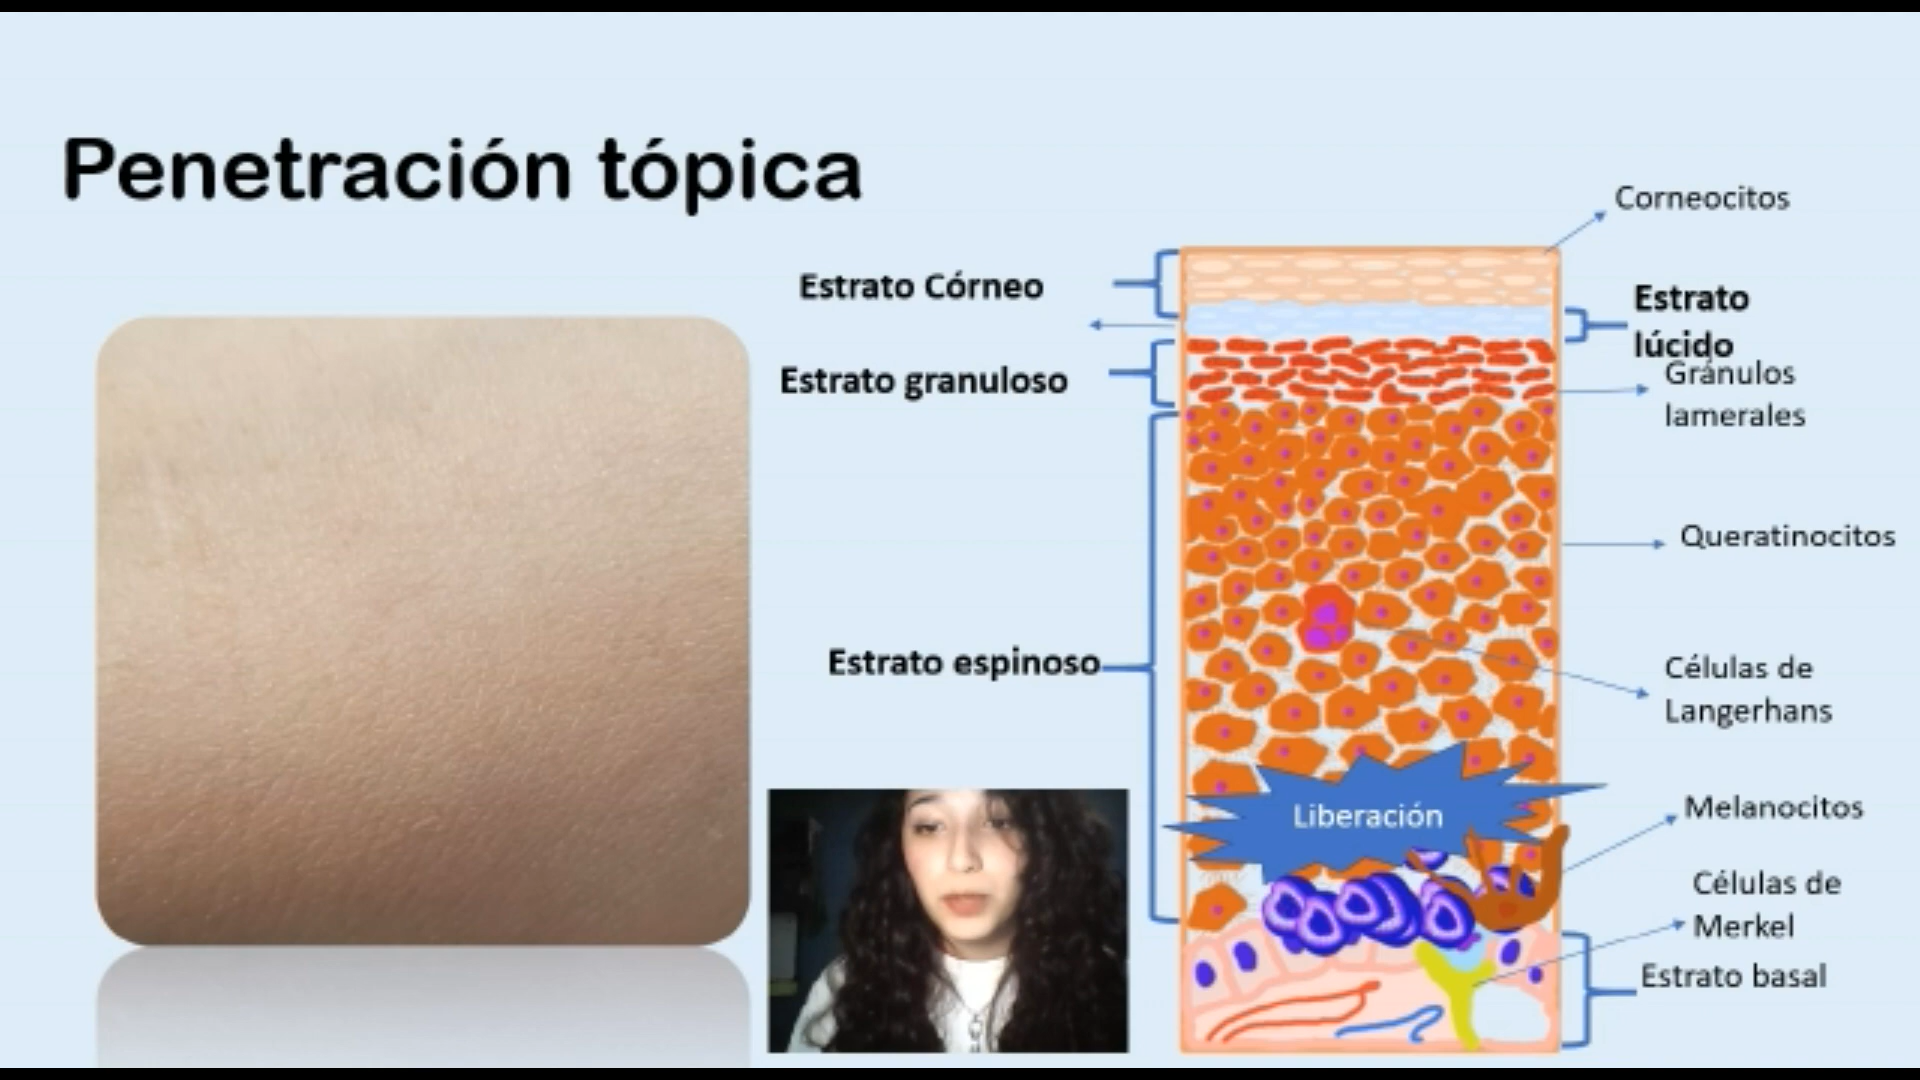 Penetración tópica
Corneocitos
Estrato Córneo
Estrato
lúcido
Estrato granuloso
Gránulos
lamerales
Queratinocitos
Estrato espinoso
Células de
Langerhans
Liberación
Melanocitos
Células de
Merkel
Estrato basal